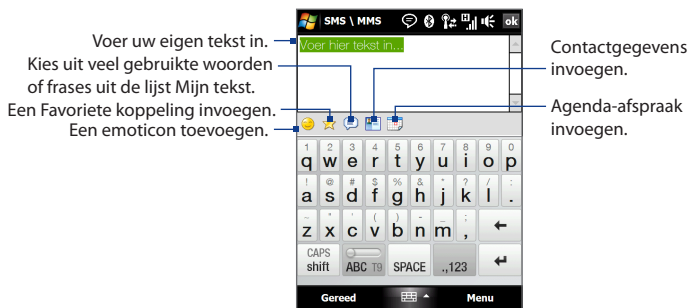 SMS \ MMS
ok
Voer uw eigen tekst in.
Voer hier tekst in...
Kies uit veel gebruikte woorden
of frases uit de lijst Mijn tekst.
Een Favoriete koppeling invoegen.
Een emoticon toevoegen.
Contactgegevens
invoegen.
Agenda-afspraak
invoegen.
1 2 3 4 5 6 7 8 9 0
q w e r t y u i o p
! @ # $ % & * ? / :
a s d f g h j k l .
~ " ' ( ) - _ ;
z x c v b n m ,
CAPS
shift ABC T9 SPACE .,123
Gereed Menu